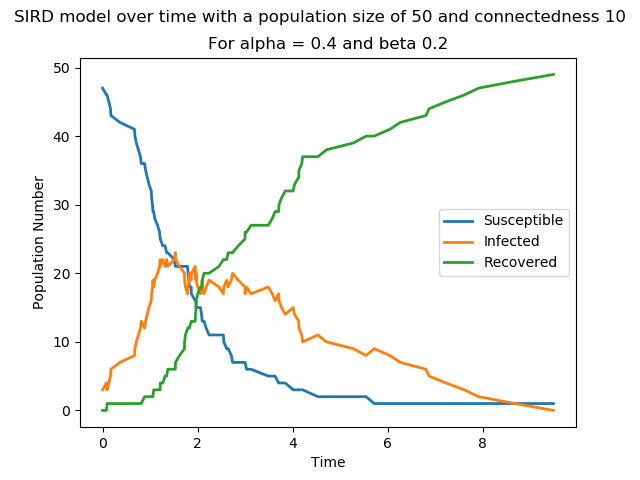 SIRD model over time with a population size of 50 and connectedness 10
For alpha = 0.4 and beta 0.2
50
40
30
20
10
0
Population Number
Susceptible
Infected
Recovered
0 2 4 6 8
Time